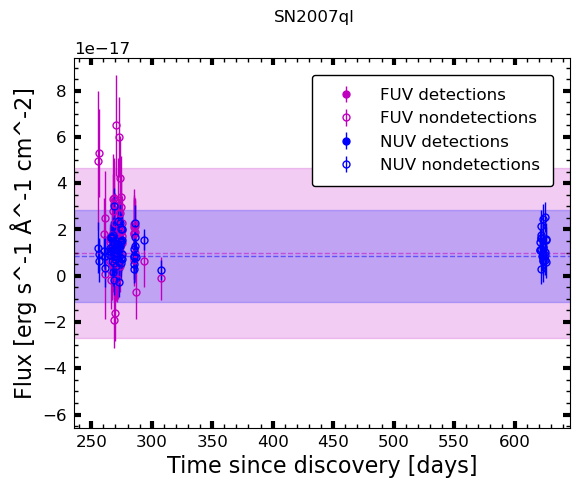 SN2007ql
1e−17
FUV detections
FUV nondetections
NUV detections
NUV nondetections
8
6
4
2
0
−2
−4
−6
Flux [erg s^-1 Å^-1 cm^-2]
250 300 350 400 450 500 550 600
Time since discovery [days]